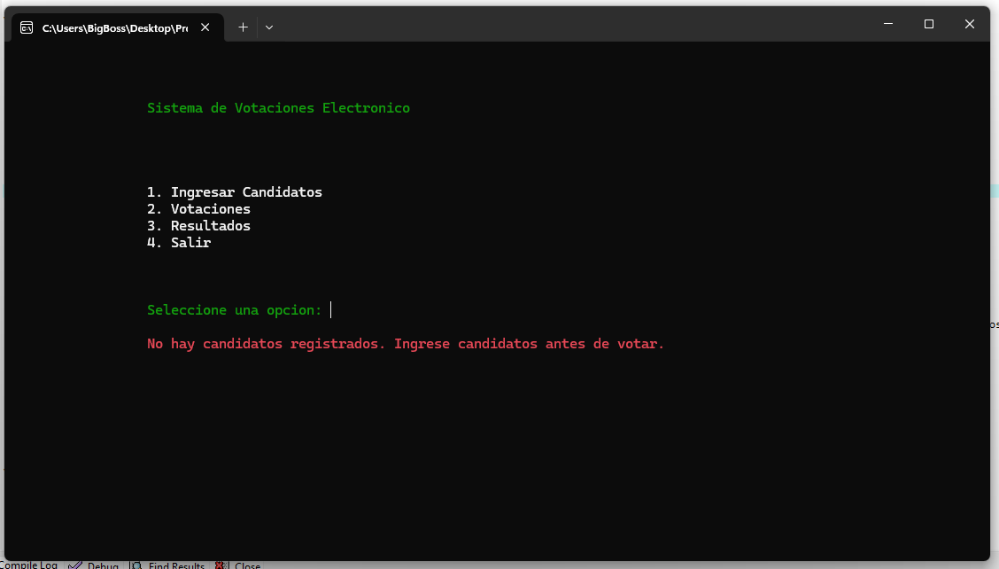 C:\Users\BigBoss\Desktop\Pr
Sistema de Votaciones Electronico
1. Ingresar Candidatos
2. Votaciones
3. Resultados
4. Salir
Seleccione una opcion:
No hay candidatos registrados. Ingrese candidatos antes de votar.
os
Compile Log Debug Find Results Close